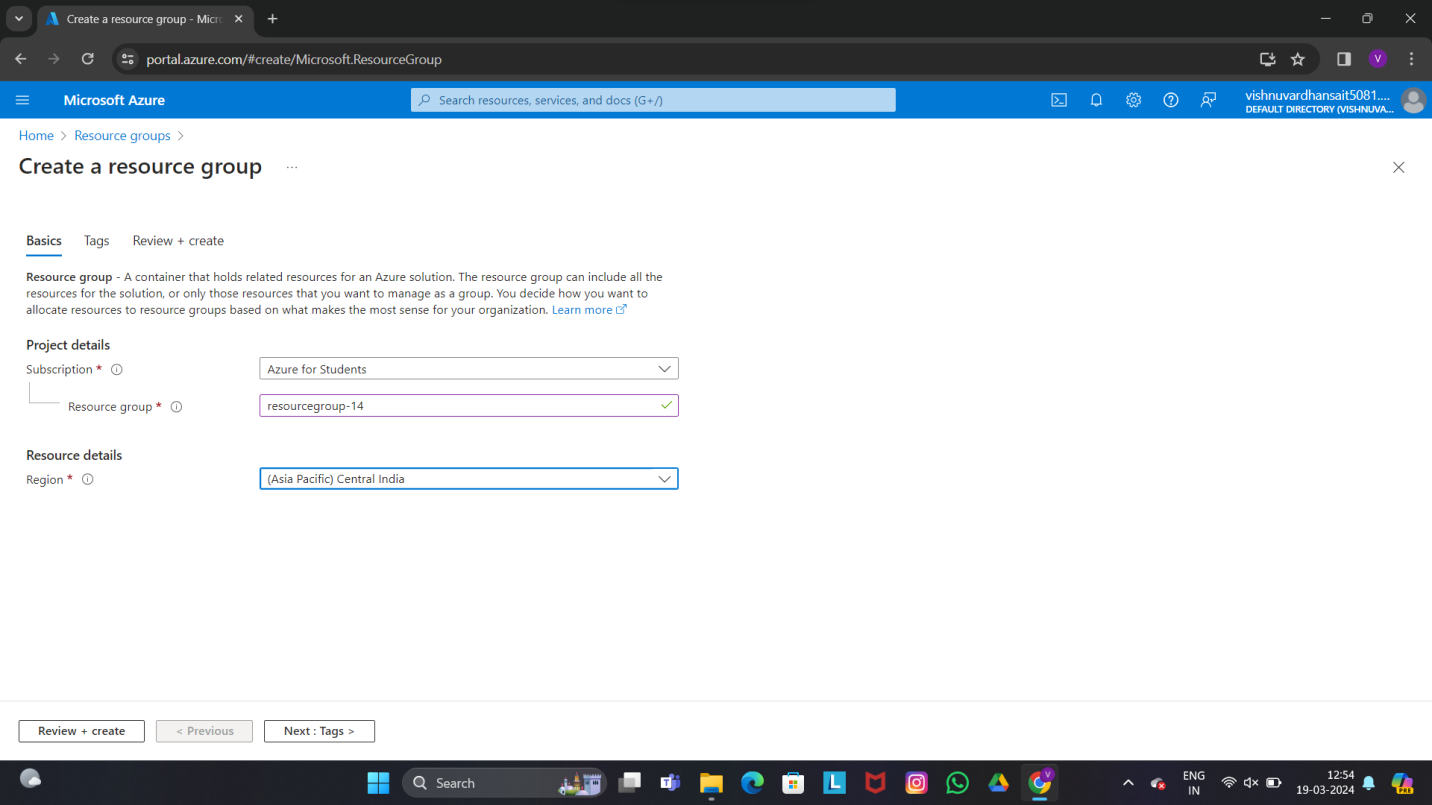 Create a resource group - Micr
portal.azure.com/#create/Microsoft.ResourceGroup
V
Microsoft Azure
Search resources, services, and docs (G+/)
vishnuvardhansait5081....
DEFAULT DIRECTORY (VISHNUVA...
Home > Resource groups >
Create a resource group ...
Basics Tags Review + create
Resource group - A container that holds related resources for an Azure solution. The resource group can include all the
resources for the solution, or only those resources that you want to manage as a group. You decide how you want to
allocate resources to resource groups based on what makes the most sense for your organization. Learn more
Project details
Subscription * Azure for Students
Resource group * resourcegroup-14
Resource details
Region * (Asia Pacific) Central India
Review + create < Previous Next : Tags >
Search
L
V
ENG
IN
12:54
19-03-2024
PRE